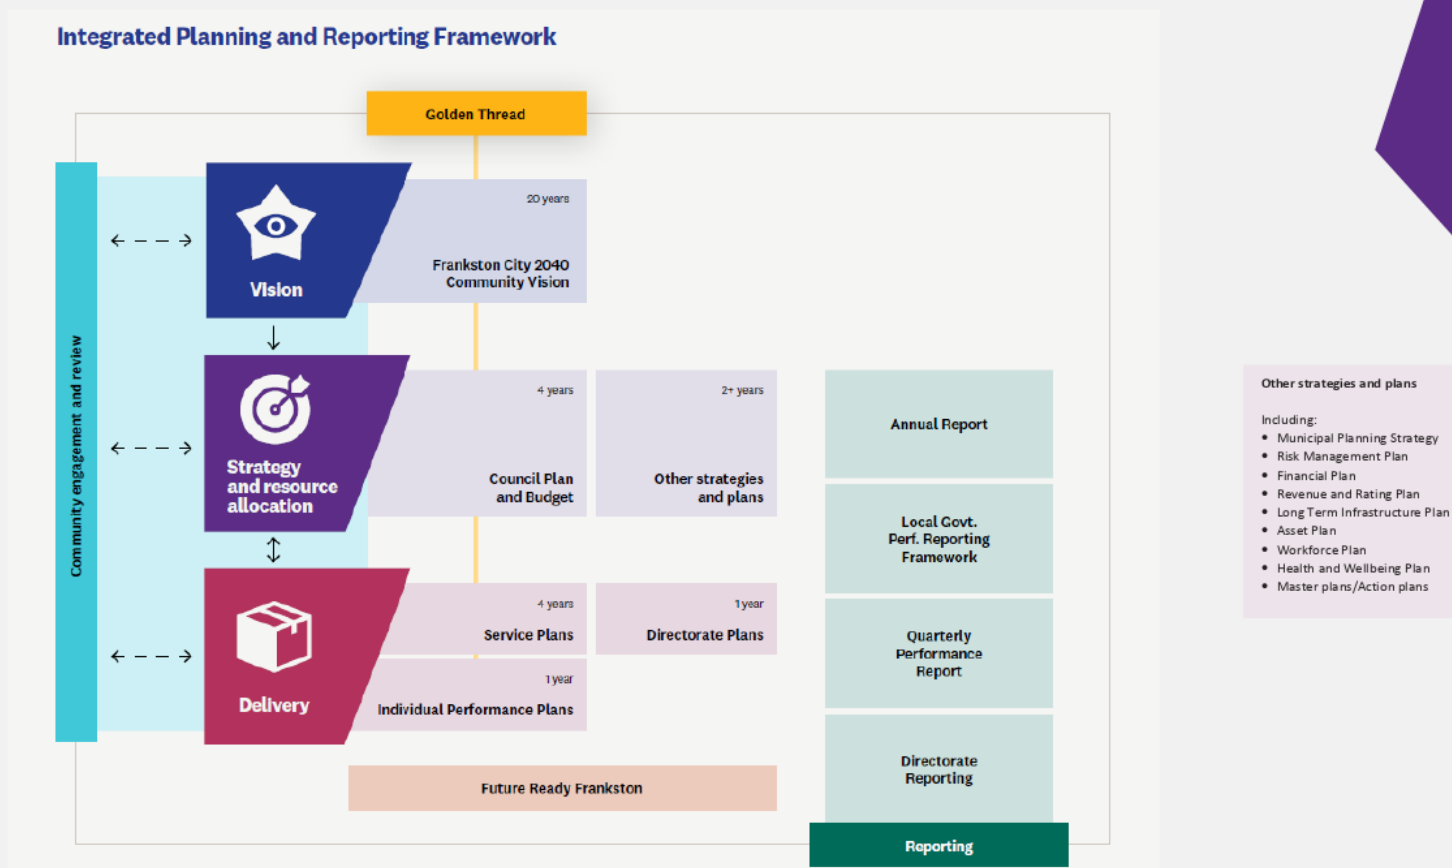 Integrated Planning and Reporting Framework
Golden Thread
Community engagement and review
Vision
20 years
Frankston City 2040
Community Vision
Strategy
and resource
allocation
4 years
Council Plan
and Budget
2+ years
Other strategies
and plans
Delivery
4 years
Service Plans
1 year
Directorate Plans
1 year
Individual Performance Plans
Future Ready Frankston
Annual Report
Local Govt.
Perf. Reporting
Framework
Quarterly
Performance
Report
Directorate
Reporting
Reporting
Other strategies and plans
Including:
• Municipal Planning Strategy
• Risk Management Plan
• Financial Plan
• Revenue and Rating Plan
• Long Term Infrastructure Plan
• Asset Plan
• Workforce Plan
• Health and Wellbeing Plan
• Master plans/Action plans